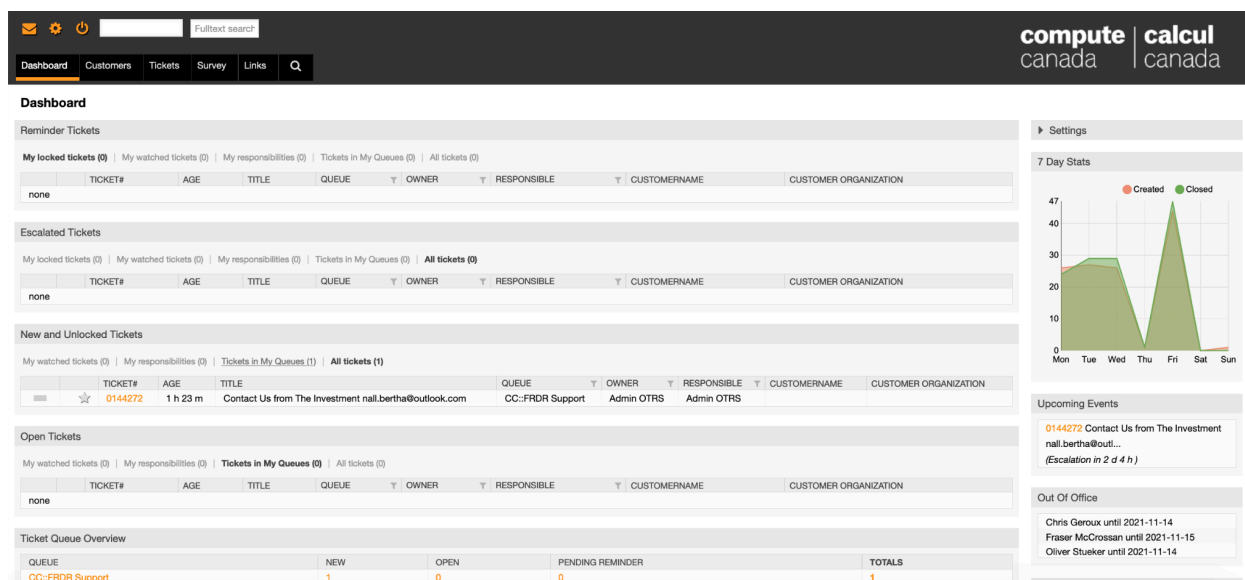 Fulltext search
compute | calcul
canada | canada
Dashboard Customers Tickets Survey Links
Dashboard
Reminder Tickets
My locked tickets (0) | My watched tickets (0) | My responsibilities (0) | Tickets in My Queues (0) | All tickets (0)
TICKET# AGE TITLE QUEUE OWNER RESPONSIBLE CUSTOMERNAME CUSTOMER ORGANIZATION
none
Escalated Tickets
My locked tickets (0) | My watched tickets (0) | My responsibilities (0) | Tickets in My Queues (0) | All tickets (0)
TICKET# AGE TITLE QUEUE OWNER RESPONSIBLE CUSTOMERNAME CUSTOMER ORGANIZATION
none
New and Unlocked Tickets
My watched tickets (0) | My responsibilities (0) | Tickets in My Queues (1) | All tickets (1)
TICKET# AGE TITLE QUEUE OWNER RESPONSIBLE CUSTOMERNAME CUSTOMER ORGANIZATION
0144272 1 h 23 m Contact Us from The Investment nall.bertha@outlook.com CC::FRDR Support Admin OTRS Admin OTRS
Open Tickets
My watched tickets (0) | My responsibilities (0) | Tickets in My Queues (0) | All tickets (0)
TICKET# AGE TITLE QUEUE OWNER RESPONSIBLE CUSTOMERNAME CUSTOMER ORGANIZATION
none
Ticket Queue Overview
QUEUE NEW OPEN PENDING REMINDER TOTALS
CC::FRDR Support 1 0 0 1
Settings
7 Day Stats
Created Closed
47
40
30
20
10
0
Mon Tue Wed Thu Fri Sat Sun
Upcoming Events
0144272 Contact Us from The Investment
nall.bertha@outl...
(Escalation in 2 d 4 h )
Out Of Office
Chris Geroux until 2021-11-14
Fraser McCrossan until 2021-11-15
Oliver Stueker until 2021-11-14